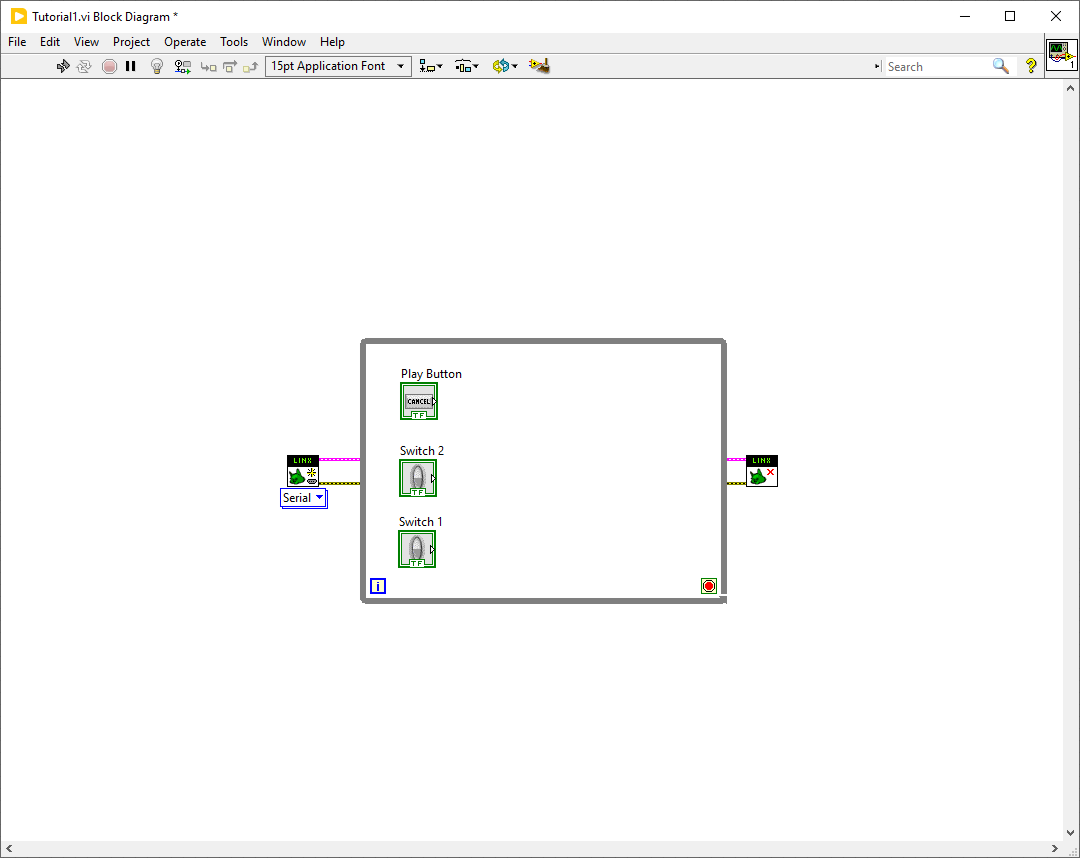 Tutorial1.vi Block Diagram *
File Edit View Project Operate Tools Window Help
15pt Application Font
Search
?
1
Play Button
CANCEL
TF
Switch 2
TF
LINX
LINX
Serial
Switch 1
TF
i